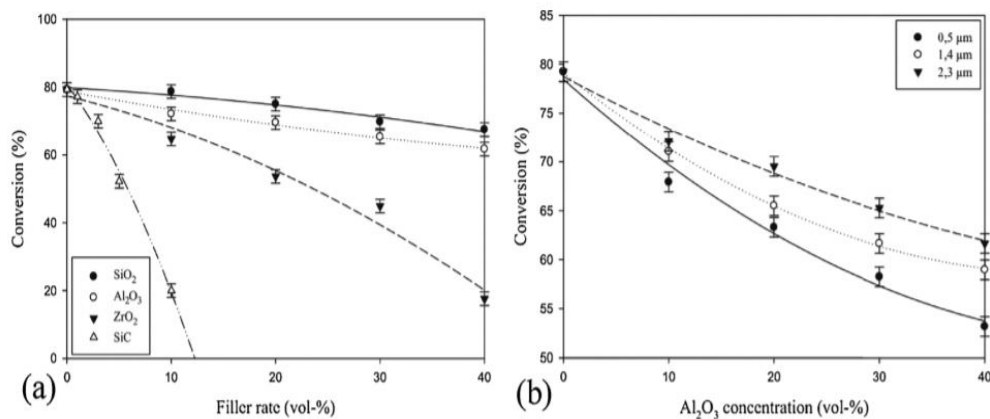 100
80
60
40
20
0
Conversion (%)
SiO₂
Al₂O₃
ZrO₂
SiC
0
10
20
30
40
(a)
Filler rate (vol-%)
85
80
75
70
65
60
55
50
Conversion (%)
0,5 µm
1,4 µm
2,3 µm
0
10
20
30
40
(b)
Al₂O₃ concentration (vol-%)